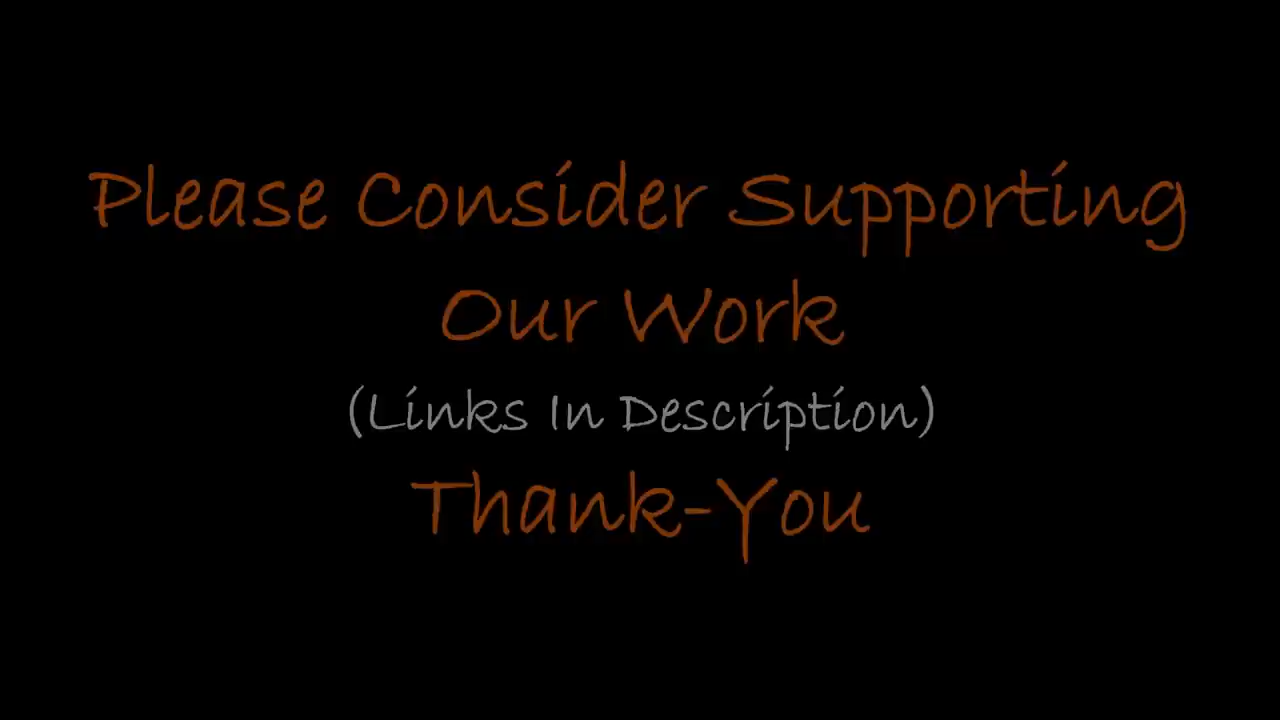 Please Consider Supporting
Our Work
(Links In Description)
Thank-You